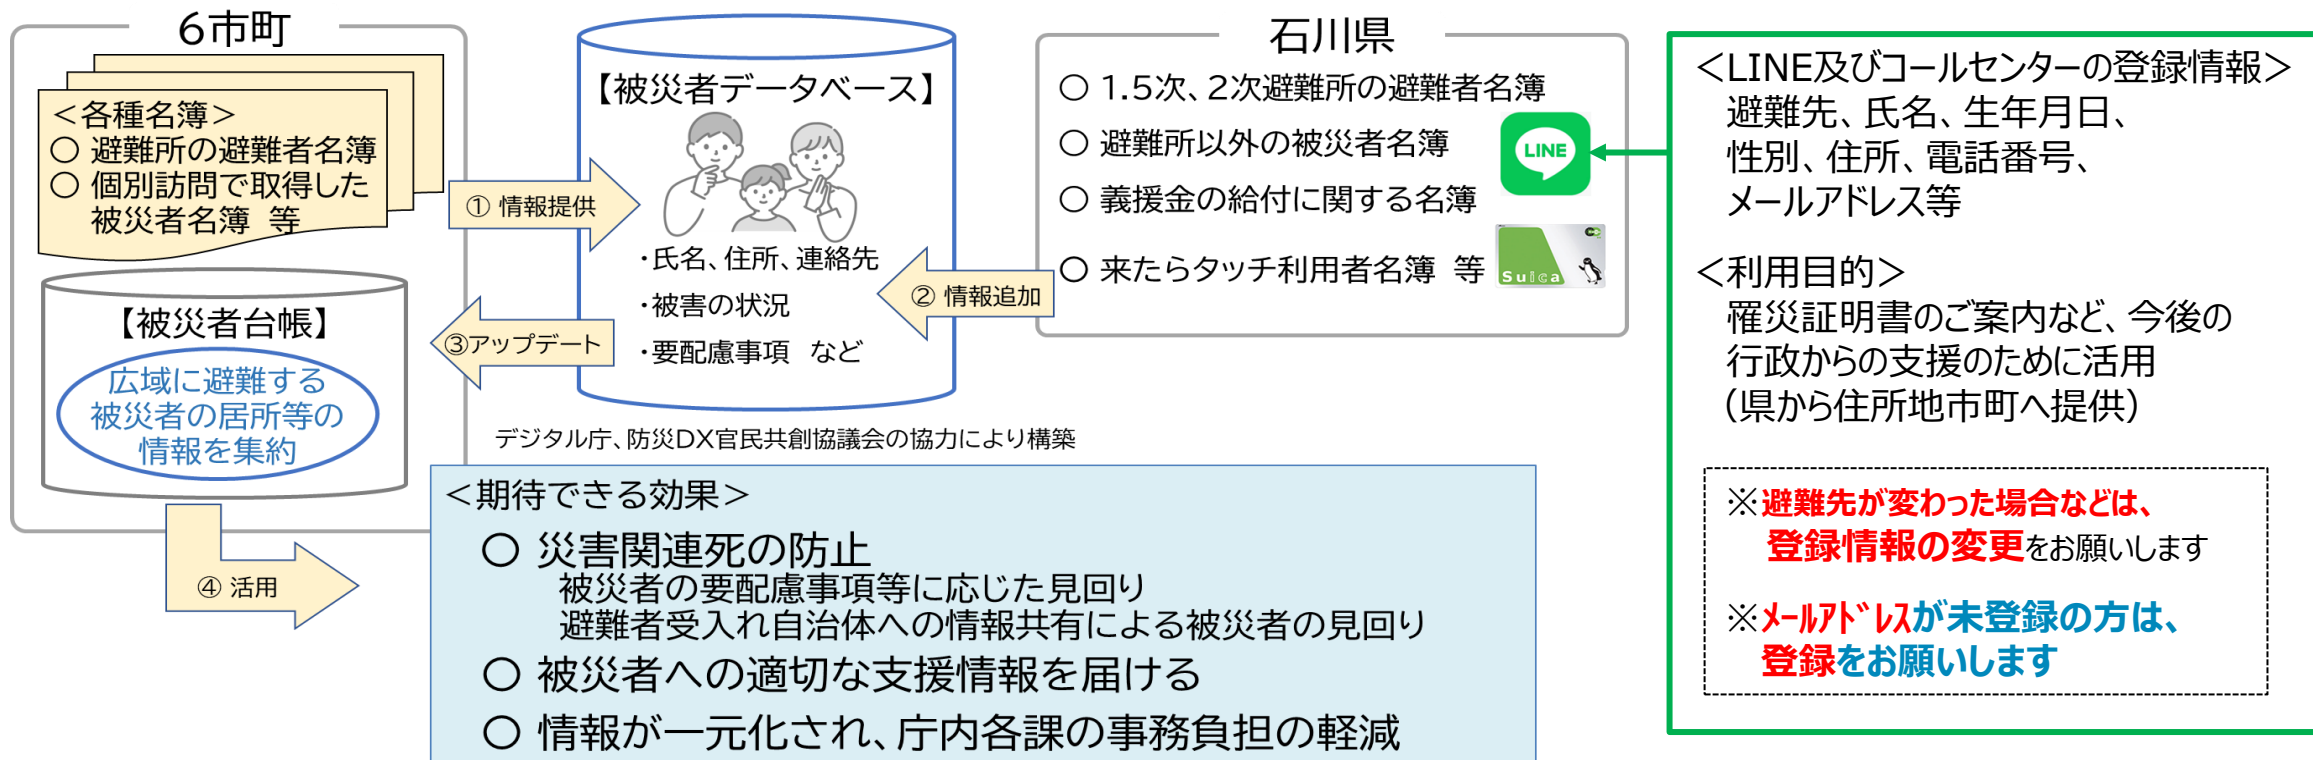 6市町
＜各種名簿＞
○ 避難所の避難者名簿
○ 個別訪問で取得した
被災者名簿 等
【被災者台帳】
広域に避難する
被災者の居所等の
情報を集約
① 情報提供
③アップデート
④ 活用
【被災者データベース】
・氏名、住所、連絡先
・被害の状況
・要配慮事項 など
② 情報追加
石川県
○ 1.5次、2次避難所の避難者名簿
○ 避難所以外の被災者名簿
○ 義援金の給付に関する名簿
○ 来たらタッチ利用者名簿 等
LINE
Suica
デジタル庁、防災DX官民共創協議会の協力により構築
＜期待できる効果＞
○ 災害関連死の防止
被災者の要配慮事項等に応じた見回り
避難者受入れ自治体への情報共有による被災者の見回り
○ 被災者への適切な支援情報を届ける
○ 情報が一元化され、庁内各課の事務負担の軽減
＜LINE及びコールセンターの登録情報＞
避難先、氏名、生年月日、
性別、住所、電話番号、
メールアドレス等
＜利用目的＞
罹災証明書のご案内など、今後の
行政からの支援のために活用
（県から住所地市町へ提供）
※避難先が変わった場合などは、
登録情報の変更をお願いします
※ﾒｰﾙｱﾄﾞﾚｽが未登録の方は、
登録をお願いします